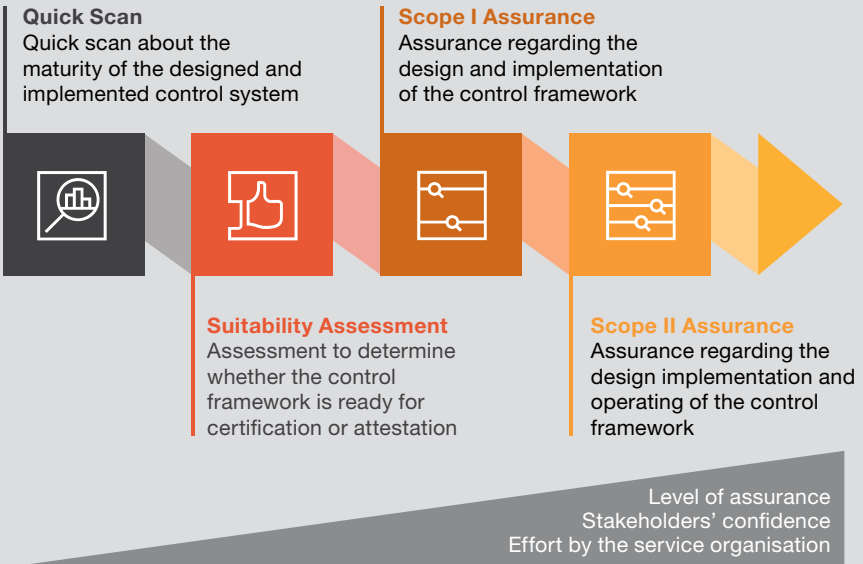 Quick Scan
Quick scan about the
maturity of the designed and
implemented control system
Scope I Assurance
Assurance regarding the
design and implementation
of the control framework
Suitability Assessment
Assessment to determine
whether the control
framework is ready for
certification or attestation
Scope II Assurance
Assurance regarding the
design implementation and
operating of the control
framework
Level of assurance
Stakeholders’ confidence
Effort by the service organisation